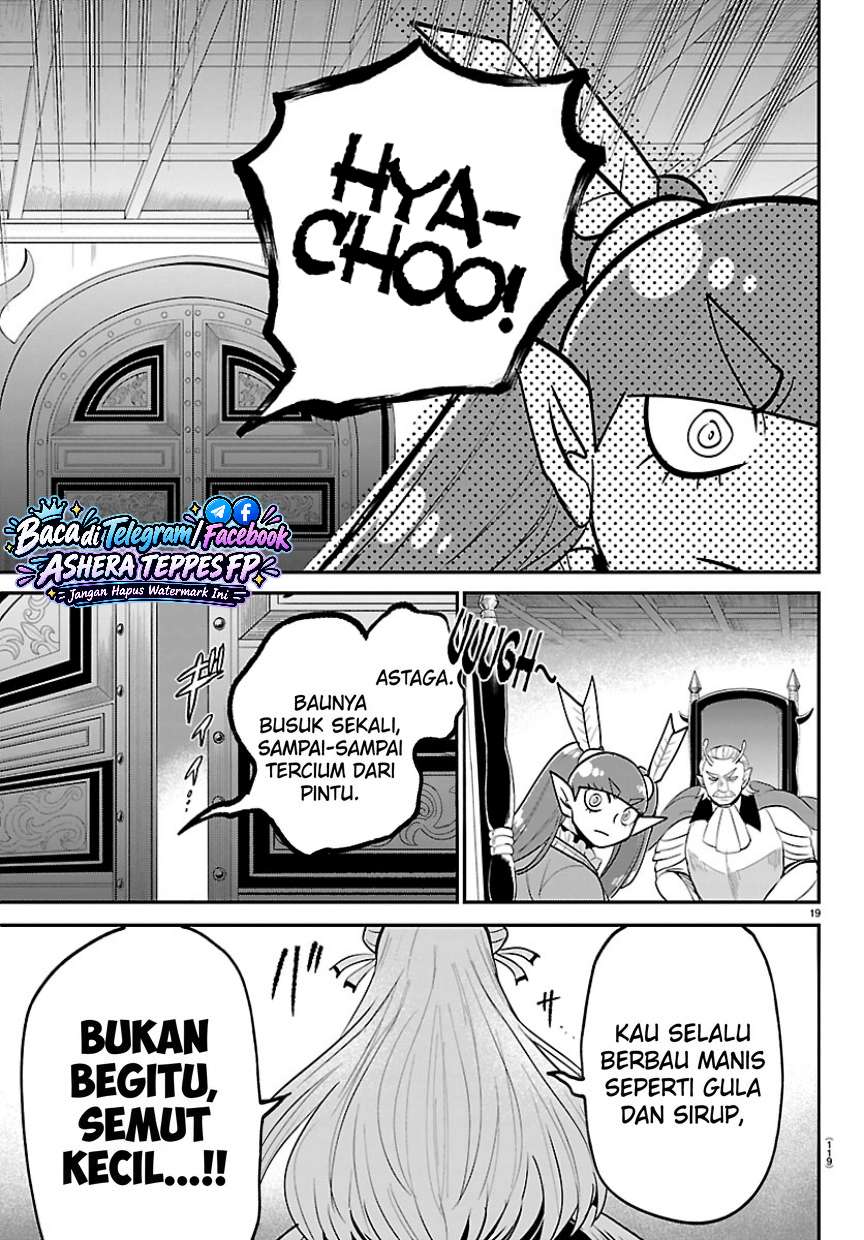 HYA-
CHOO!
Baca di Telegram/Facebook
ASHERA TEPPES FP
Jangan Hapus Watermark Ini
UUUUGH~
ASTAGA.
BAUNYA
BUSUK SEKALI,
SAMPAI-SAMPAI
TERCIUM DARI
PINTU.
19
KAU SELALU
BERBAU MANIS
SEPERTI GULA
DAN SIRUP,
BUKAN
BEGITU,
SEMUT
KECIL...!!
119